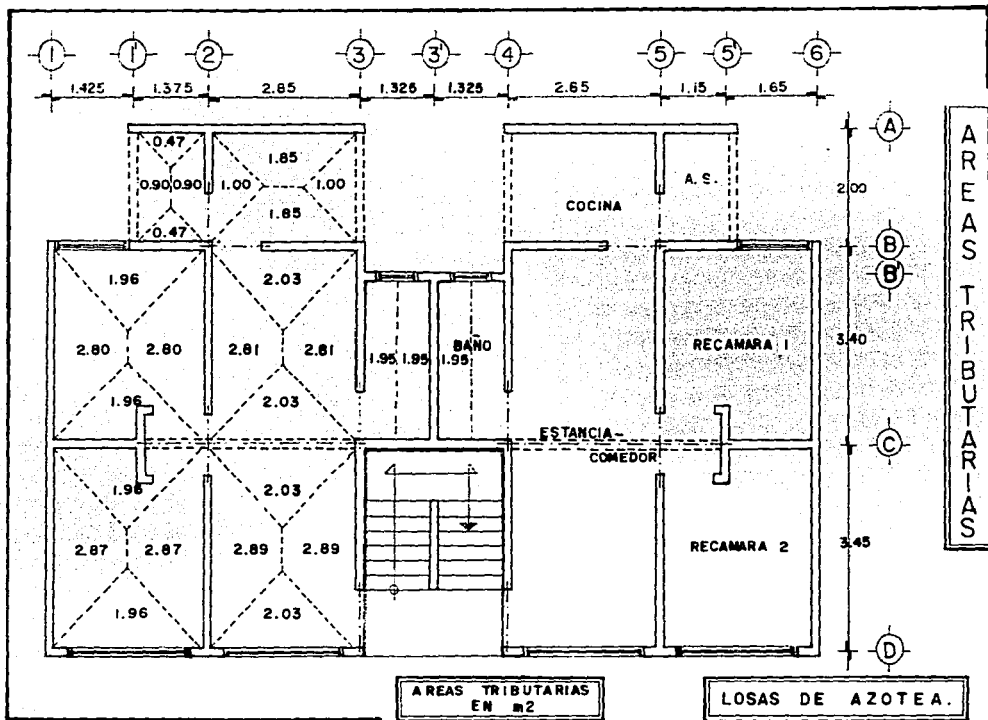 1 1' 2 3 3' 4 5 5' 6
1.425 1.375 2.85 1.325 1.325 2.65 1.15 1.65
A
0.47
1.85
0.90 0.90 1.00 1.00
A. S.
2.00
COCINA
0.47
1.85
B
B'
1.96
2.03
2.80 2.80 2.81 2.81
1.95 1.95 1.95
BAÑO
RECAMARA 1
3.40
1.96
2.03
ESTANCIA-
COMEDOR
C
1.96
2.03
2.87 2.87 2.89 2.89
RECAMARA 2
3.45
1.96
2.03
D
AREAS TRIBUTARIAS
AREAS TRIBUTARIAS
EN m2
LOSAS DE AZOTEA.